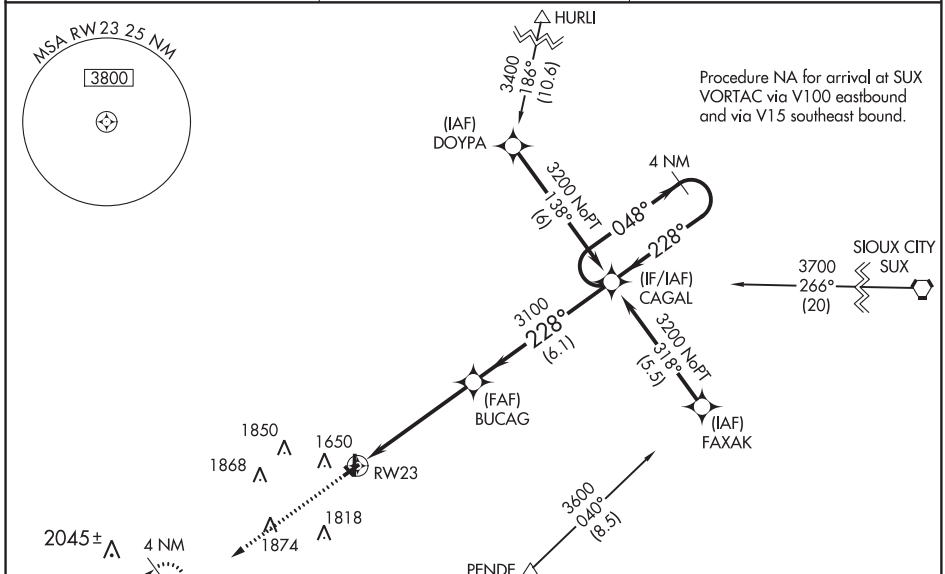 MSA RW23 25 NM
3800
HURLI
3400
186°
(10.6)
Procedure NA for arrival at SUX
VORTAC via V100 eastbound
and via V15 southeast bound.
(IAF)
DOYPA
3200 NoPT
138°
(6)
4 NM
048°
228°
(IF/IAF)
CAGAL
SIOUX CITY
SUX
3700
266°
(20)
3100
228°
(6.1)
3200 NoPT
318°
(5.5)
(FAF)
BUCAG
(IAF)
FAXAK
1850
1650
1868
RW23
1874
1818
2045±
4 NM
3600
040°
(8.5)
PENDE